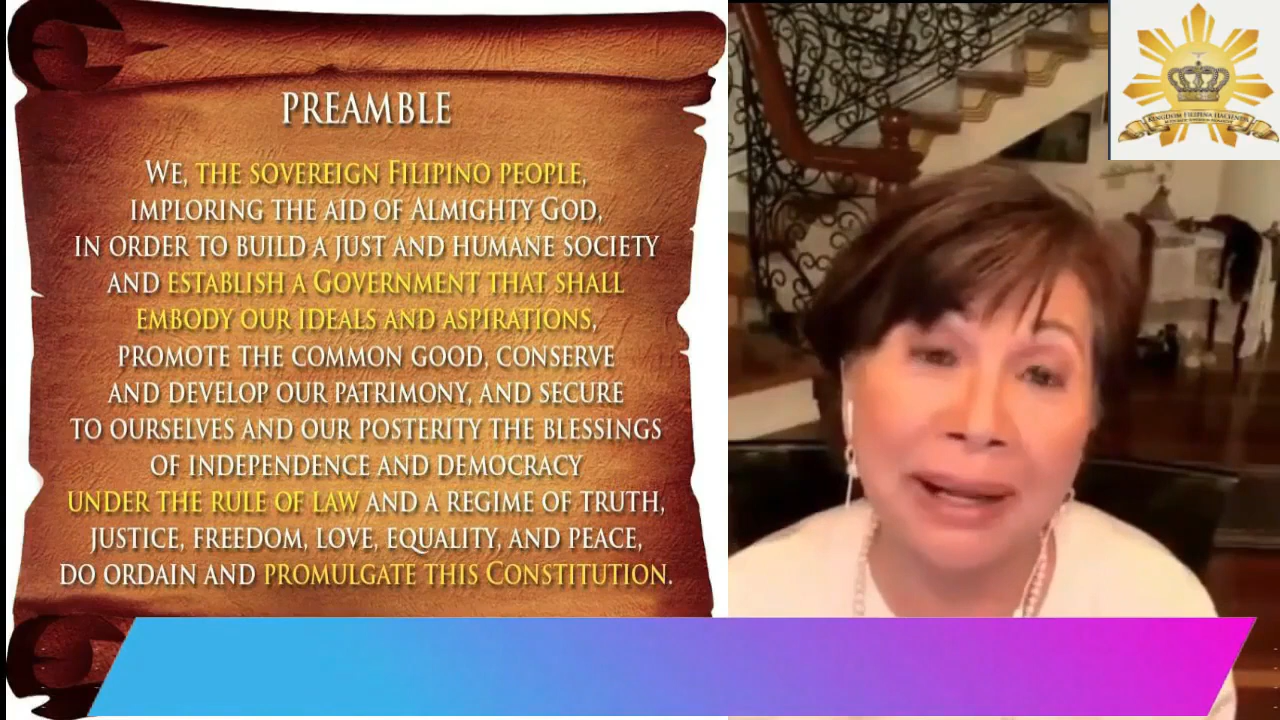 PREAMBLE
WE, THE SOVEREIGN FILIPINO PEOPLE,
IMPLORING THE AID OF ALMIGHTY GOD,
IN ORDER TO BUILD A JUST AND HUMANE SOCIETY
AND ESTABLISH A GOVERNMENT THAT SHALL
EMBODY OUR IDEALS AND ASPIRATIONS,
PROMOTE THE COMMON GOOD, CONSERVE
AND DEVELOP OUR PATRIMONY, AND SECURE
TO OURSELVES AND OUR POSTERITY THE BLESSINGS
OF INDEPENDENCE AND DEMOCRACY
UNDER THE RULE OF LAW AND A REGIME OF TRUTH,
JUSTICE, FREEDOM, LOVE, EQUALITY, AND PEACE,
DO ORDAIN AND PROMULGATE THIS CONSTITUTION.
KINGDOM FILIPINA HACIENDA